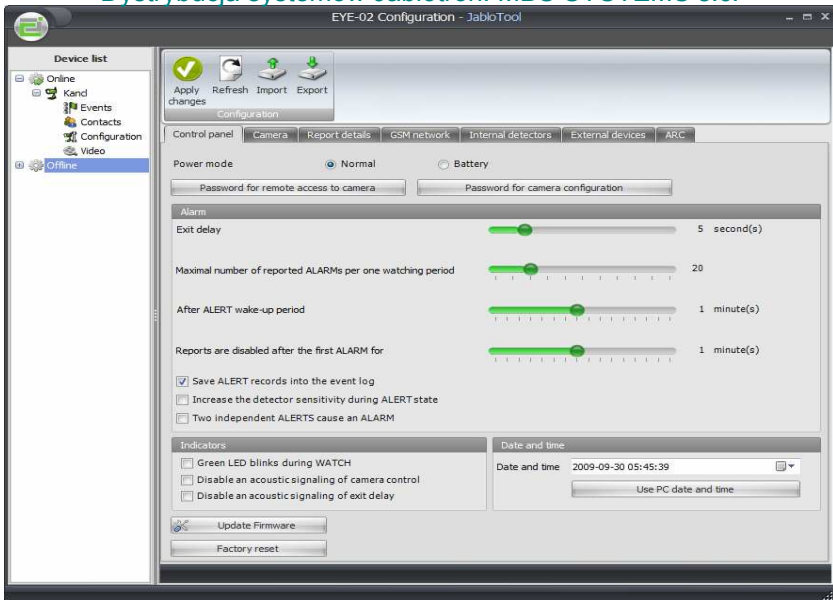 EYE-02 Configuration - JabloTool
Device list
Online
Kancl
Events
Contacts
Configuration
Video
Offline
Apply changes
Refresh
Import
Export
Configuration
Control panel
Camera
Report details
GSM network
Internal detectors
External devices
ARC
Power mode
Normal
Battery
Password for remote access to camera
Password for camera configuration
Alarm
Exit delay
5 second(s)
Maximal number of reported ALARMs per one watching period
20
After ALERT wake-up period
1 minute(s)
Reports are disabled after the first ALARM for
1 minute(s)
Save ALERT records into the event log
Increase the detector sensitivity during ALERT state
Two independent ALERTS cause an ALARM
Indicators
Green LED blinks during WATCH
Disable an acoustic signaling of camera control
Disable an acoustic signaling of exit delay
Date and time
Date and time
2009-09-30 05:45:39
Use PC date and time
Update Firmware
Factory reset